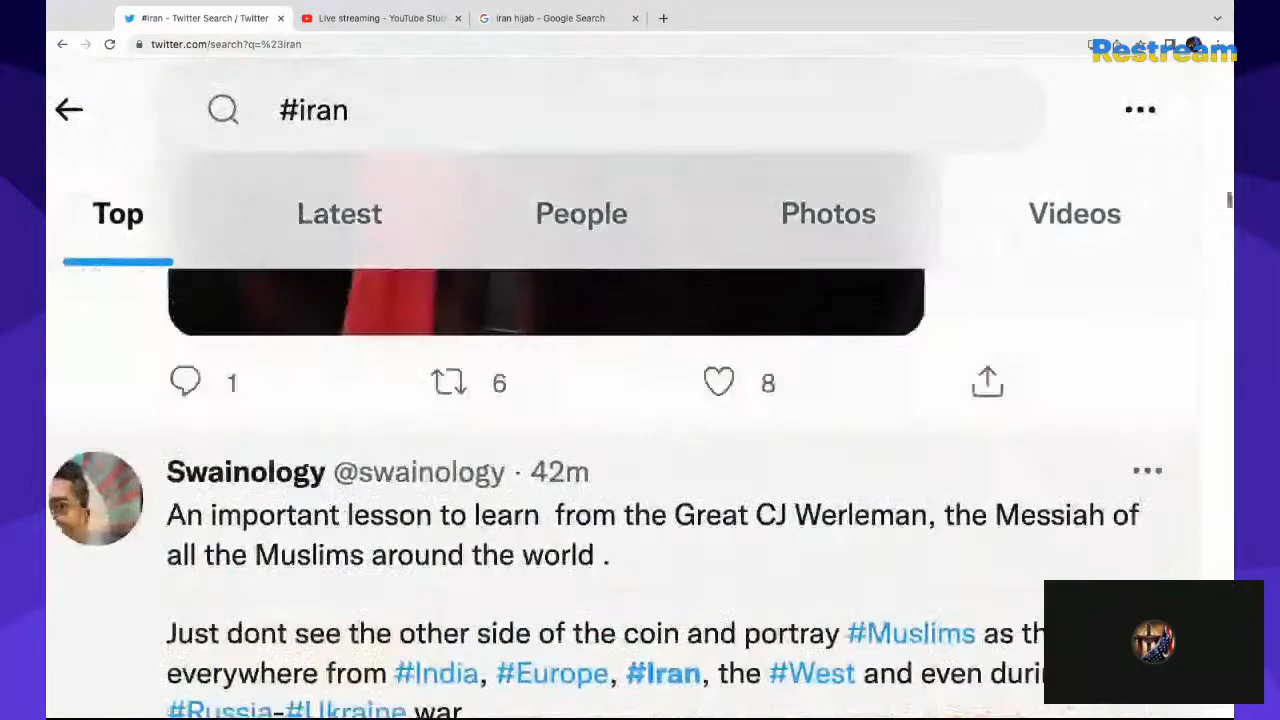 #iran - Twitter Search / Twitter
Live streaming - YouTube Stu
iran hijab - Google Search
twitter.com/search?q=%23iran
Restream
#iran
Top
Latest
People
Photos
Videos
1
6
8
Swainology @swainology · 42m
An important lesson to learn from the Great CJ Werleman, the Messiah of
all the Muslims around the world .
Just dont see the other side of the coin and portray #Muslims as th
everywhere from #India, #Europe, #Iran, the #West and even duri
#Russia-#Ukraine war